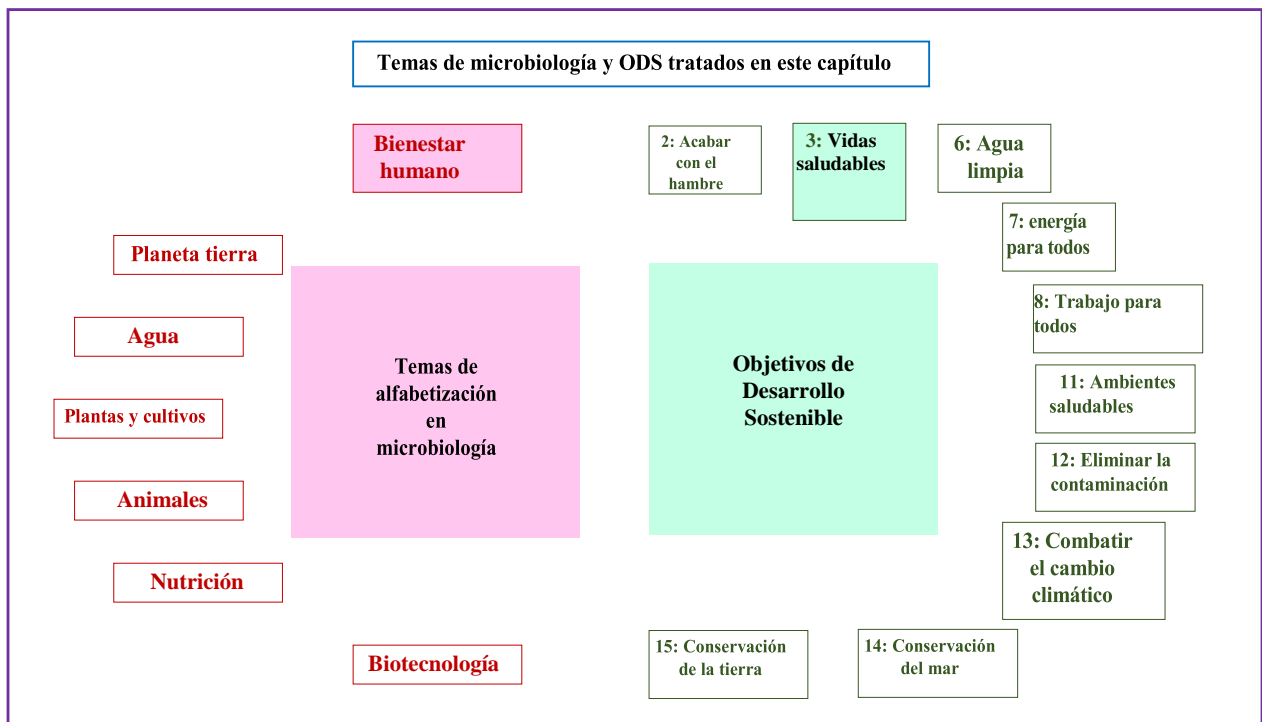 Temas de microbiología y ODS tratados en este capítulo
Bienestar
humano
2: Acabar
con el
hambre
3: Vidas
saludables
6: Agua
limpia
7: energía
para todos
Planeta tierra
8: Trabajo para
todos
Agua
Temas de
alfabetización
en
microbiología
Objetivos de
Desarrollo
Sostenible
11: Ambientes
saludables
Plantas y cultivos
12: Eliminar la
contaminación
Animales
13: Combatir
el cambio
climático
Nutrición
Biotecnología
15: Conservación
de la tierra
14: Conservación
del mar